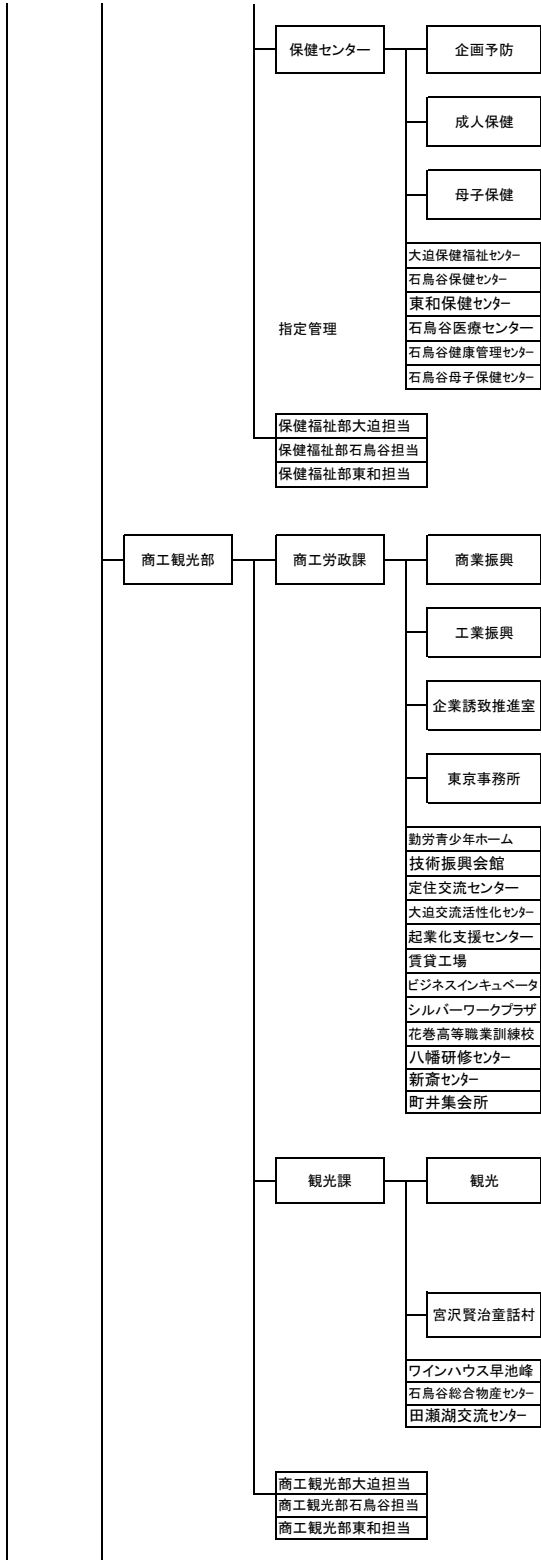 保健センター
企画予防
成人保健
母子保健
大迫保健福祉センター
石鳥谷保健センター
東和保健センター
指定管理
石鳥谷医療センター
石鳥谷健康管理センター
石鳥谷母子保健センター
保健福祉部大迫担当
保健福祉部石鳥谷担当
保健福祉部東和担当
商工観光部
商工労政課
商業振興
工業振興
企業誘致推進室
東京事務所
勤労青少年ホーム
技術振興会館
定住交流センター
大迫交流活性化センター
起業化支援センター
賃貸工場
ビジネスインキュベータ
シルバーワークプラザ
花巻高等職業訓練校
八幡研修センター
新斎センター
町井集会所
観光課
観光
宮沢賢治童話村
ワインハウス早池峰
石鳥谷総合物産センター
田瀬湖交流センター
商工観光部大迫担当
商工観光部石鳥谷担当
商工観光部東和担当